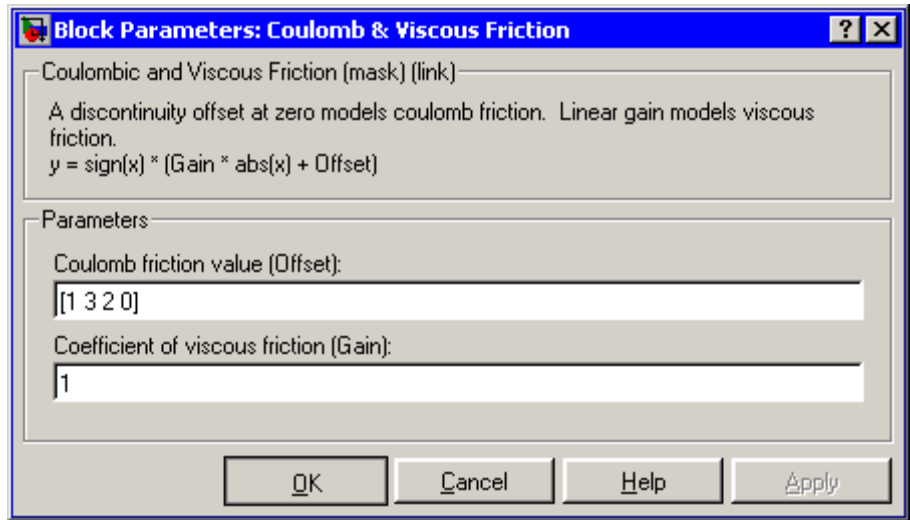 Block Parameters: Coulomb & Viscous Friction
Coulombic and Viscous Friction (mask) (link)
A discontinuity offset at zero models coulomb friction. Linear gain models viscous
friction.
y = sign(x) * (Gain * abs(x) + Offset)
Parameters
Coulomb friction value (Offset):
[1 3 2 0]
Coefficient of viscous friction (Gain):
1
OK Cancel Help Apply